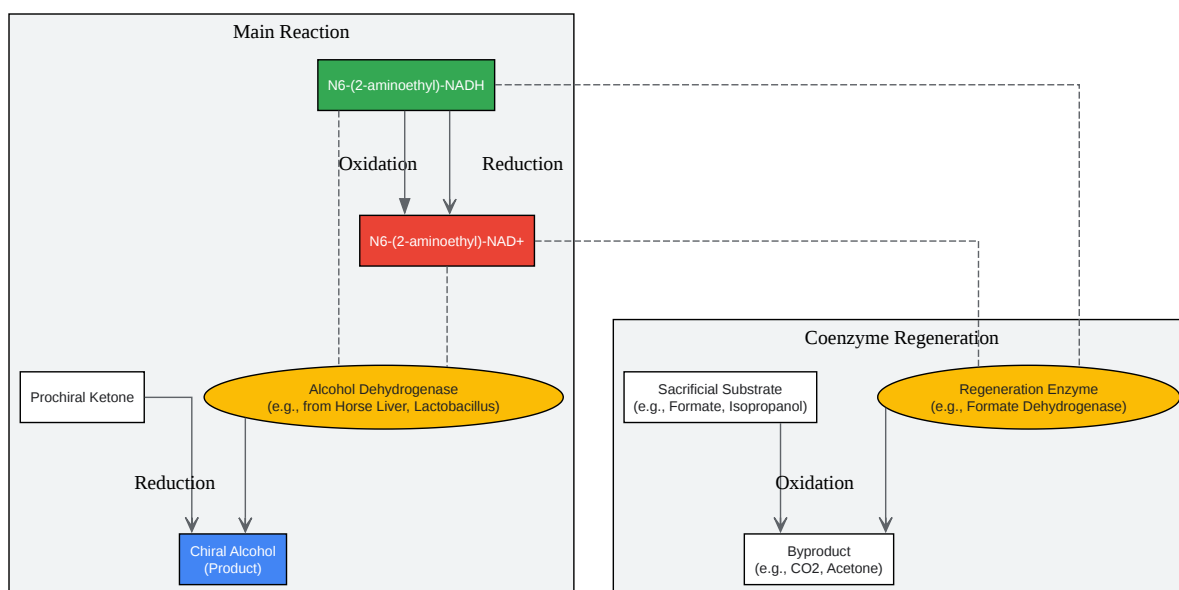 Main Reaction
N6-(2-aminoethyl)-NADH
Oxidation
Reduction
N6-(2-aminoethyl)-NAD+
Prochiral Ketone
Alcohol Dehydrogenase
(e.g., from Horse Liver, Lactobacillus)
Reduction
Chiral Alcohol
(Product)
Coenzyme Regeneration
Sacrificial Substrate
(e.g., Formate, Isopropanol)
Regeneration Enzyme
(e.g., Formate Dehydrogenase)
Oxidation
Byproduct
(e.g., CO2, Acetone)